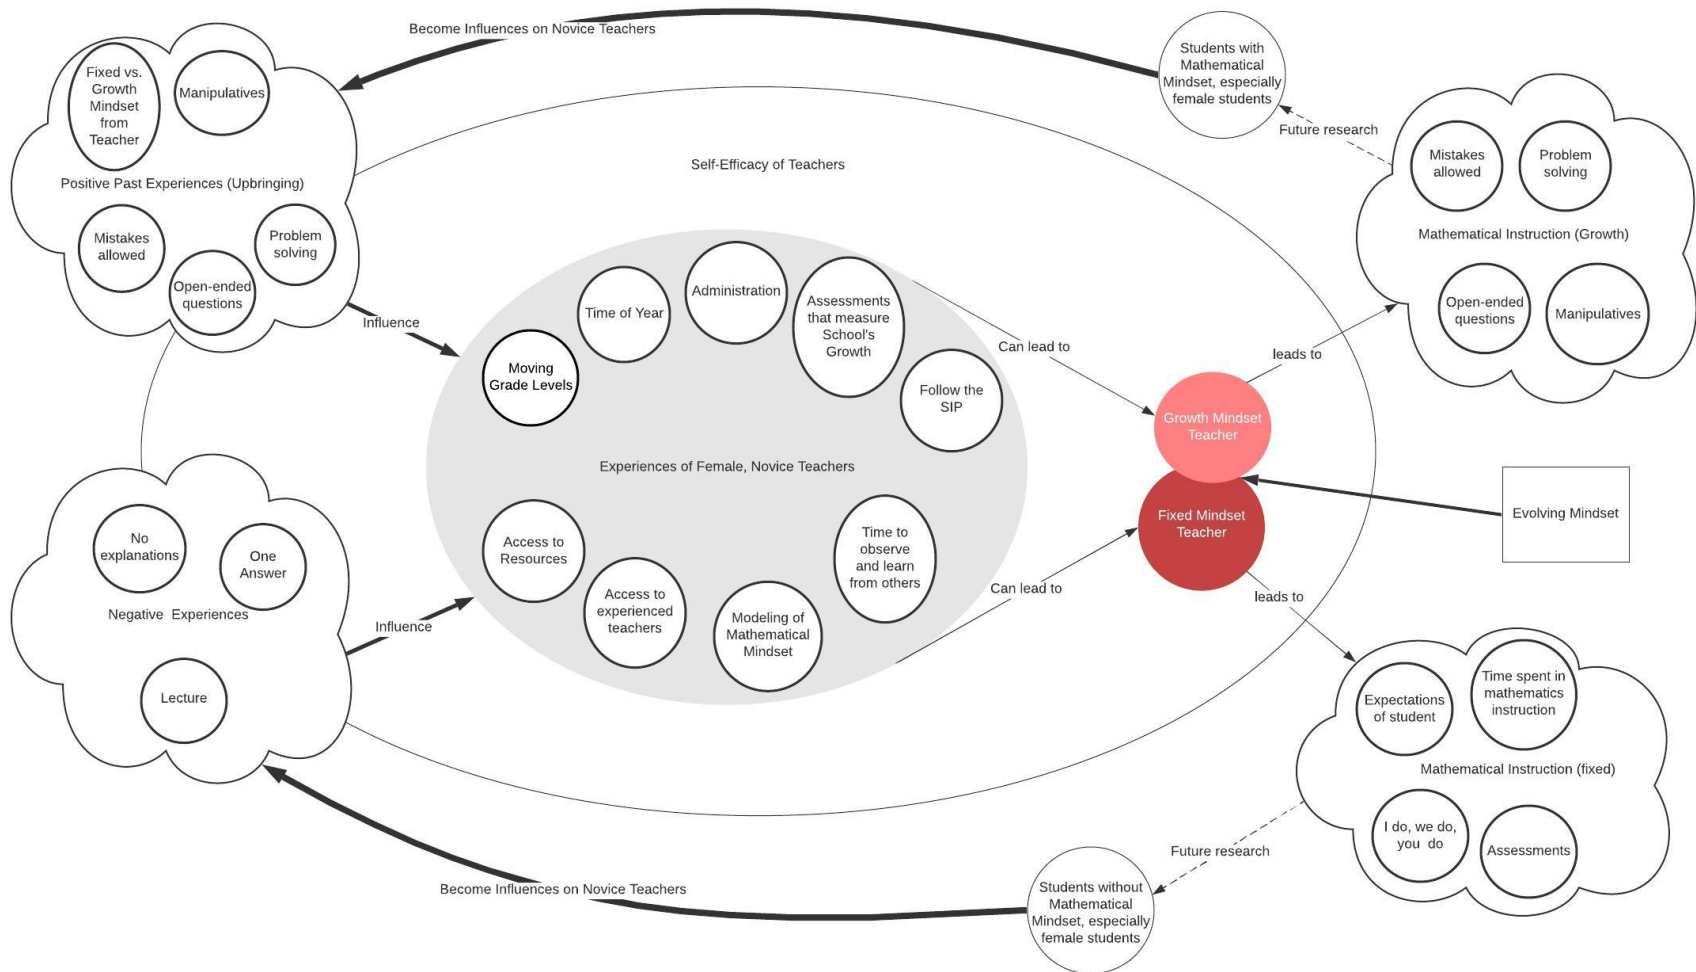 Become Influences on Novice Teachers
Students with
Mathematical
Mindset, especially
female students
Future research
Fixed vs.
Growth
Mindset
from
Teacher
Manipulatives
Positive Past Experiences (Upbringing)
Mistakes
allowed
Open-ended
questions
Problem
solving
Influence
Self-Efficacy of Teachers
Moving
Grade Levels
Time of Year
Administration
Assessments
that measure
School's
Growth
Follow the
SIP
Experiences of Female, Novice Teachers
Access to
Resources
Access to
experienced
teachers
Modeling of
Mathematical
Mindset
Time to
observe
and learn
from others
Can lead to
Can lead to
Growth Mindset
Teacher
Fixed Mindset
Teacher
leads to
leads to
Evolving Mindset
Mistakes
allowed
Problem
solving
Mathematical Instruction (Growth)
Open-ended
questions
Manipulatives
No
explanations
One
Answer
Negative  Experiences
Lecture
Influence
Expectations
of student
Time spent in
mathematics
instruction
Mathematical Instruction (fixed)
I do, we do,
you  do
Assessments
Future research
Students without
Mathematical
Mindset, especially
female students
Become Influences on Novice Teachers